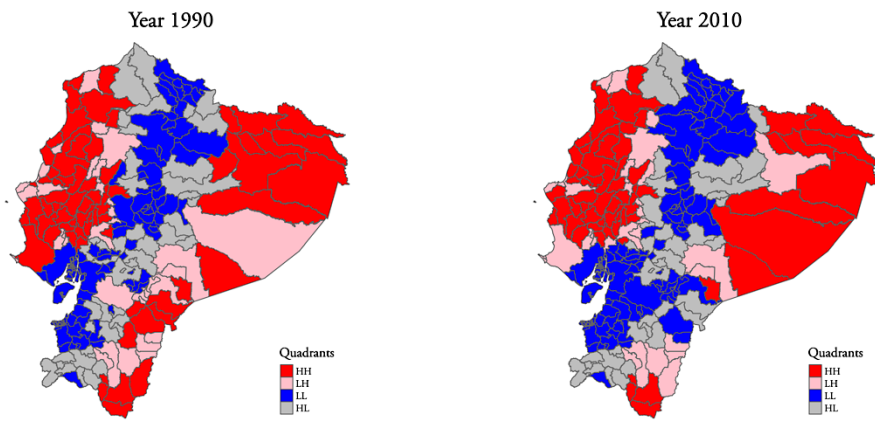 Year 1990
Year 2010
Quadrants
HH
LH
LL
HL
Quadrants
HH
LH
LL
HL